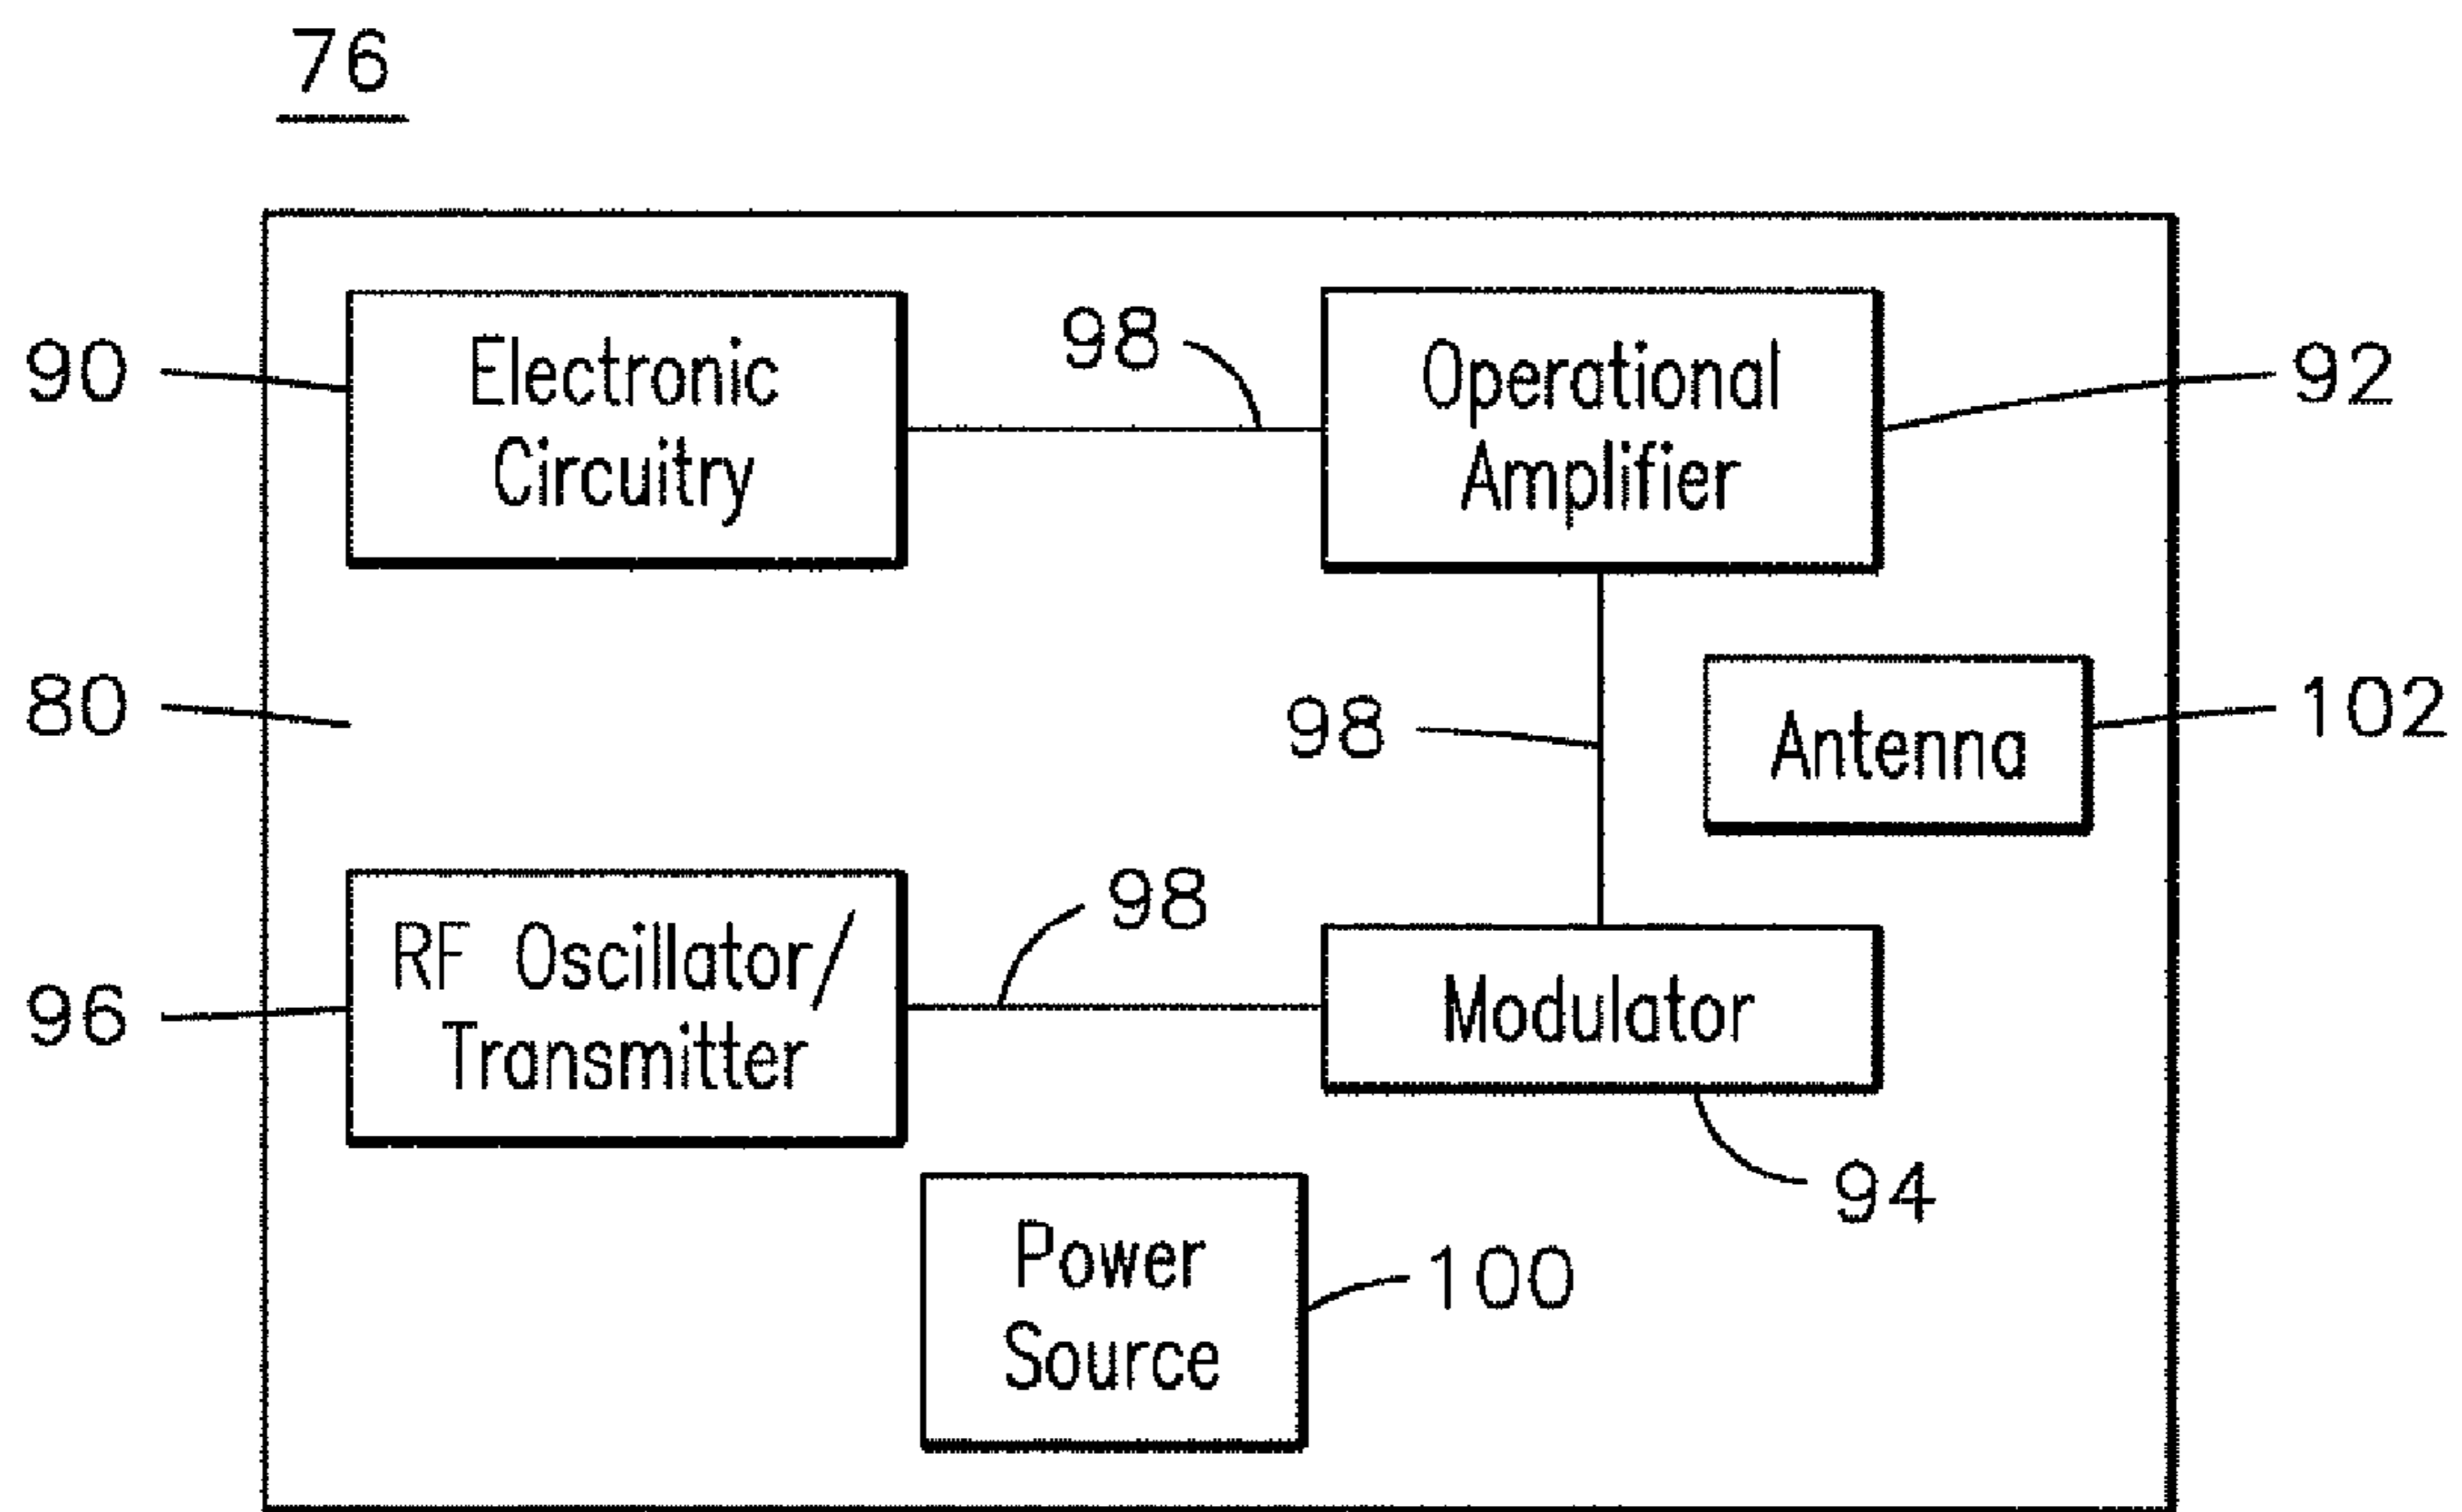 76
90
Electronic
Circuitry
98
Operational
Amplifier
92
80
98
Antenna
102
96
RF Oscillator/
Transmitter
98
Modulator
94
Power
Source
100